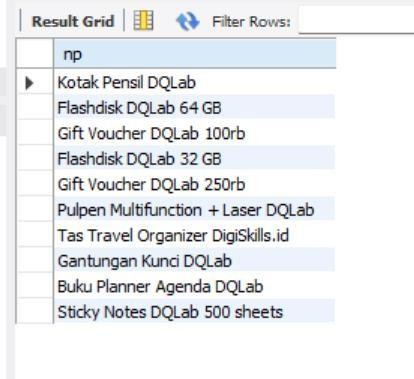 Result Grid Filter Rows:
np
Kotak Pensil DQLab
Flashdisk DQLab 64 GB
Gift Voucher DQLab 100rb
Flashdisk DQLab 32 GB
Gift Voucher DQLab 250rb
Pulpen Multifunction + Laser DQLab
Tas Travel Organizer DigiSkills.id
Gantungan Kunci DQLab
Buku Planner Agenda DQLab
Sticky Notes DQLab 500 sheets